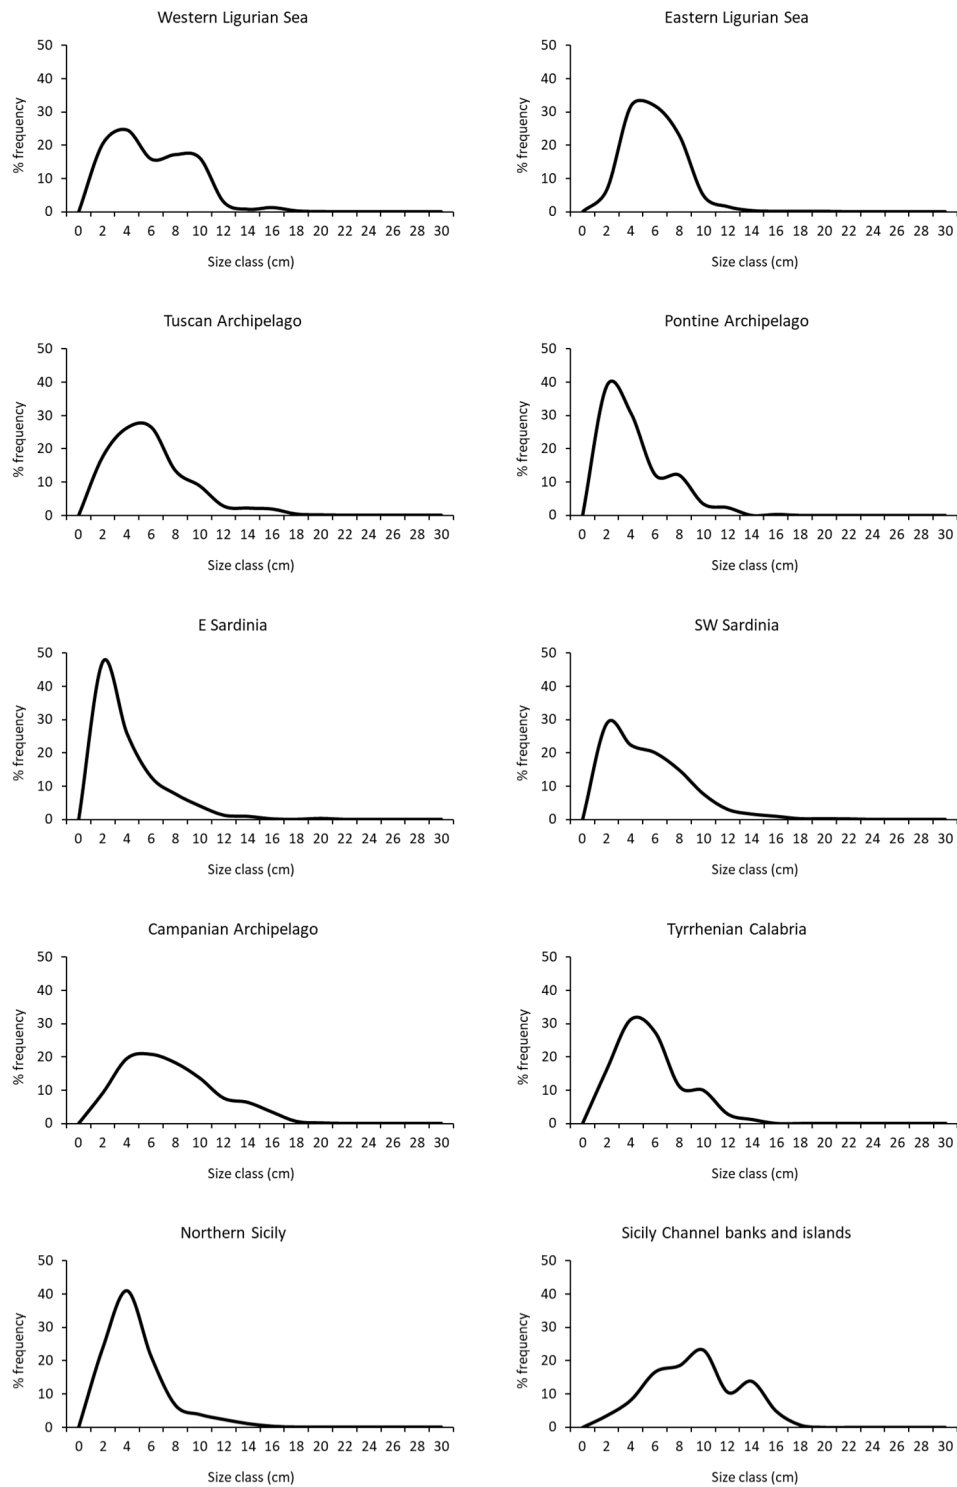 Western Ligurian Sea
50
40
30
20
10
0
% frequency
0 2 4 6 8 10 12 14 16 18 20 22 24 26 28 30
Size class (cm)
Eastern Ligurian Sea
50
40
30
20
10
0
% frequency
0 2 4 6 8 10 12 14 16 18 20 22 24 26 28 30
Size class (cm)
Tuscan Archipelago
50
40
30
20
10
0
% frequency
0 2 4 6 8 10 12 14 16 18 20 22 24 26 28 30
Size class (cm)
Pontine Archipelago
50
40
30
20
10
0
% frequency
0 2 4 6 8 10 12 14 16 18 20 22 24 26 28 30
Size class (cm)
E Sardinia
50
40
30
20
10
0
% frequency
0 2 4 6 8 10 12 14 16 18 20 22 24 26 28 30
Size class (cm)
SW Sardinia
50
40
30
20
10
0
% frequency
0 2 4 6 8 10 12 14 16 18 20 22 24 26 28 30
Size class (cm)
Campanian Archipelago
50
40
30
20
10
0
% frequency
0 2 4 6 8 10 12 14 16 18 20 22 24 26 28 30
Size class (cm)
Tyrrhenian Calabria
50
40
30
20
10
0
% frequency
0 2 4 6 8 10 12 14 16 18 20 22 24 26 28 30
Size class (cm)
Northern Sicily
50
40
30
20
10
0
% frequency
0 2 4 6 8 10 12 14 16 18 20 22 24 26 28 30
Size class (cm)
Sicily Channel banks and islands
50
40
30
20
10
0
% frequency
0 2 4 6 8 10 12 14 16 18 20 22 24 26 28 30
Size class (cm)